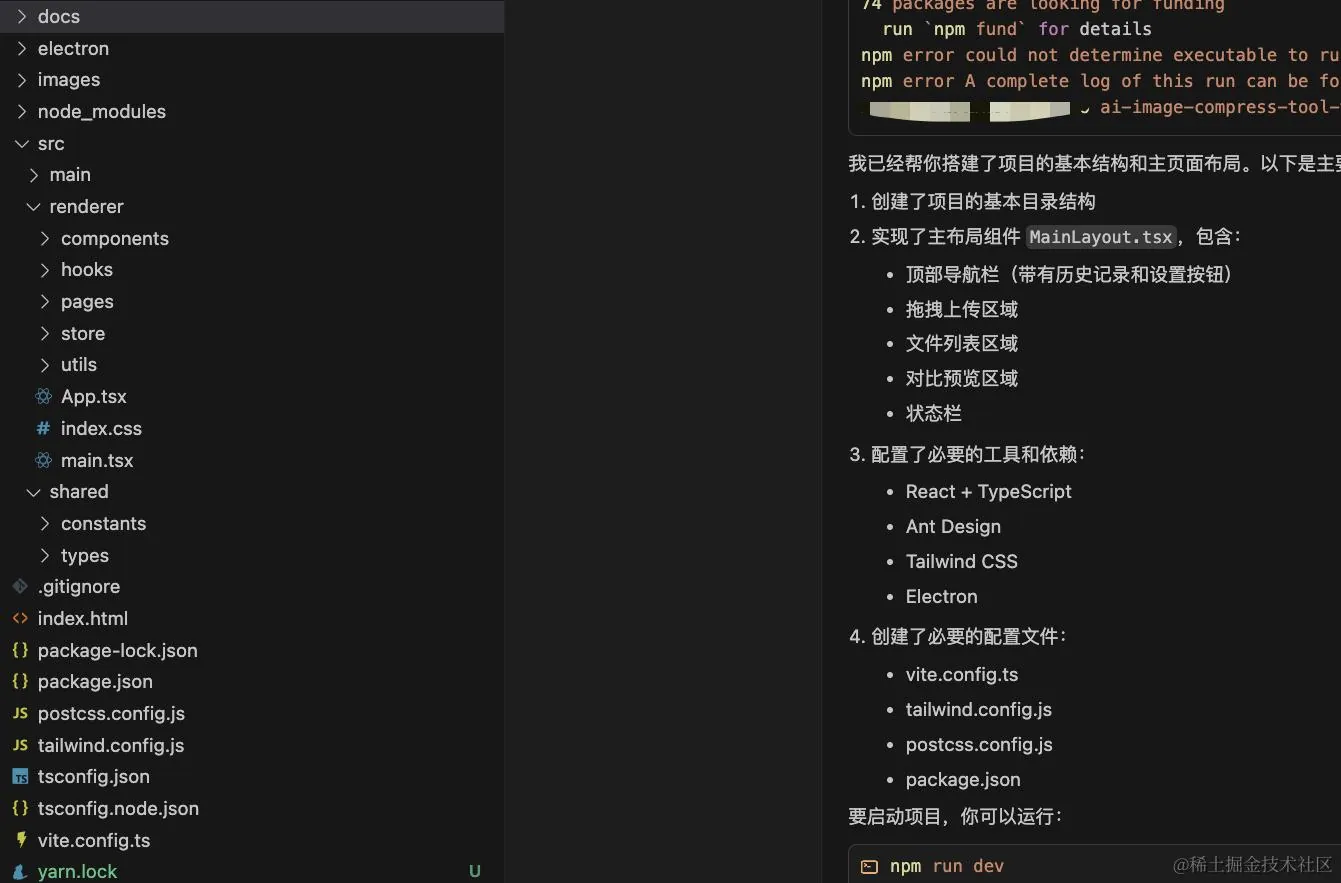 docs
electron
images
node_modules
src
main
renderer
components
hooks
pages
store
utils
App.tsx
# index.css
main.tsx
shared
constants
types
.gitignore
<> index.html
{} package-lock.json
{} package.json
JS postcss.config.js
JS tailwind.config.js
TS tsconfig.json
{} tsconfig.node.json
vite.config.ts
yarn.lock U
74 packages are looking for funding
run `npm fund` for details
npm error could not determine executable to ru
npm error A complete log of this run can be fo
ai-image-compress-tool-
我已经帮你搭建了项目的基本结构和主页面布局。以下是主要
1. 创建了项目的基本目录结构
2. 实现了主布局组件 MainLayout.tsx，包含：
• 顶部导航栏（带有历史记录和设置按钮）
• 拖拽上传区域
• 文件列表区域
• 对比预览区域
• 状态栏
3. 配置了必要的工具和依赖：
• React + TypeScript
• Ant Design
• Tailwind CSS
• Electron
4. 创建了必要的配置文件：
• vite.config.ts
• tailwind.config.js
• postcss.config.js
• package.json
要启动项目，你可以运行：
npm run dev
@稀土掘金技术社区